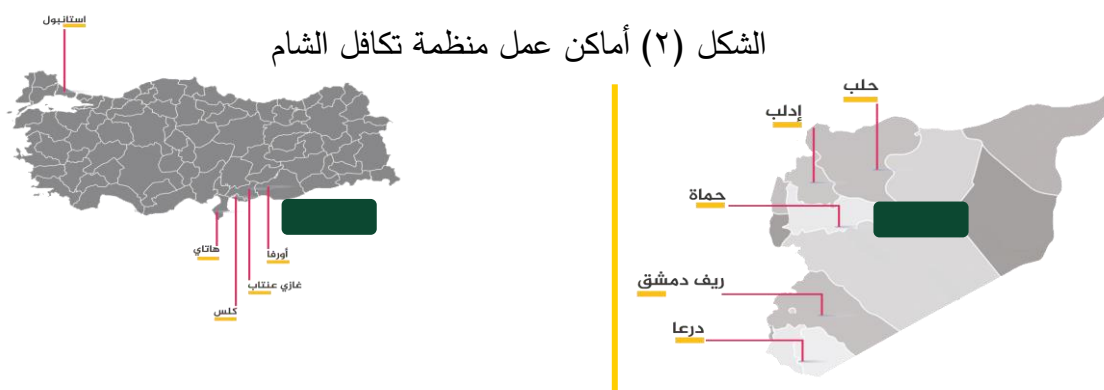 استانبول
الشكل (٢) أماكن عمل منظمة تكافل الشام
حلب
إدلب
حماة
ريف دمشق
درعا
أورفا
هاتاي
غازي عنتاب
كلس